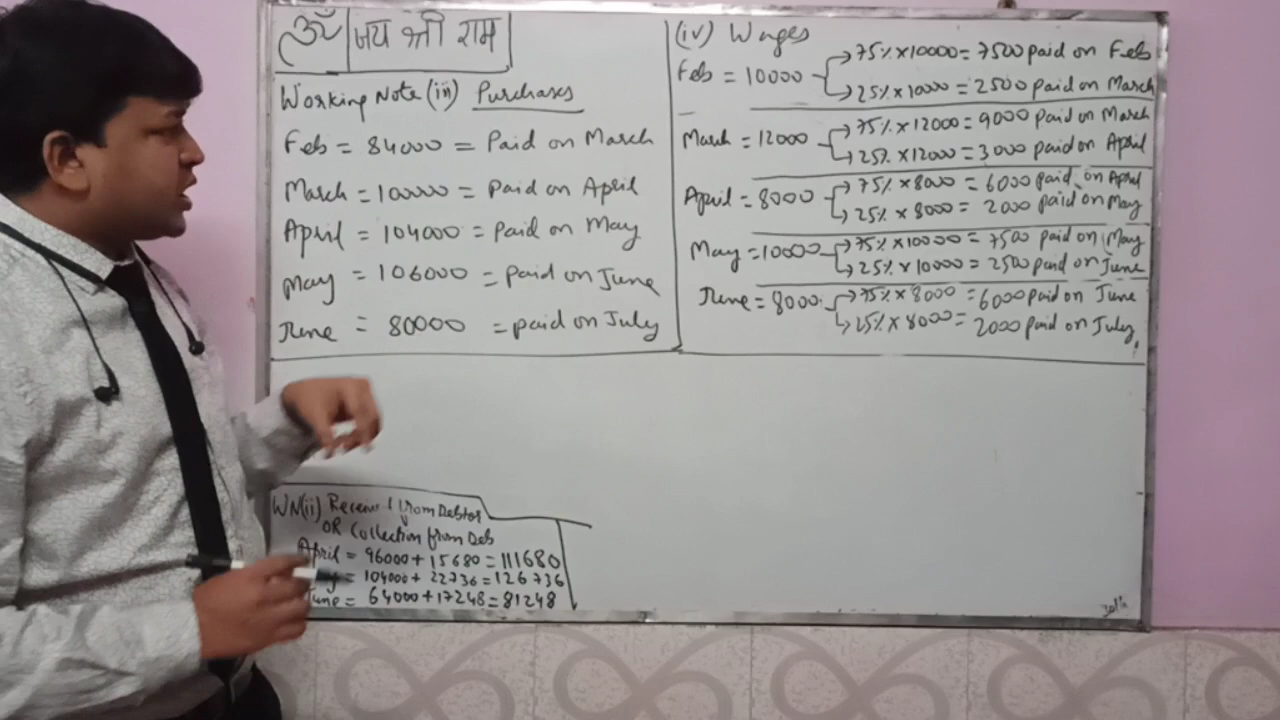 ॐ जय श्री राम
Working Note (iii) Purchases
Feb = 84000 = Paid on March
March = 100000 = Paid on April
April = 104000 = Paid on May
May = 106000 = Paid on June
June = 80000 = paid on July
(iv) Wages
Feb = 10000
75% x 10000 = 7500 paid on Feb
25% x 1000 = 2500 paid on March
March = 12000
75% x 12000 = 9000 paid on March
25% x 12000 = 3000 paid on April
April = 8000
75% x 8000 = 6000 paid on April
25% x 8000 = 2000 paid on May
May = 10000
75% x 10000 = 7500 paid on May
25% x 10000 = 2500 paid on June
June = 8000
75% x 8000 = 6000 paid on June
25% x 8000 = 2000 paid on July
WN(ii) Received from Debtor
OR Collection from Deb
April = 96000 + 15680 = 111680
= 104000 + 22736 = 126736
June = 64000 + 17248 = 81248